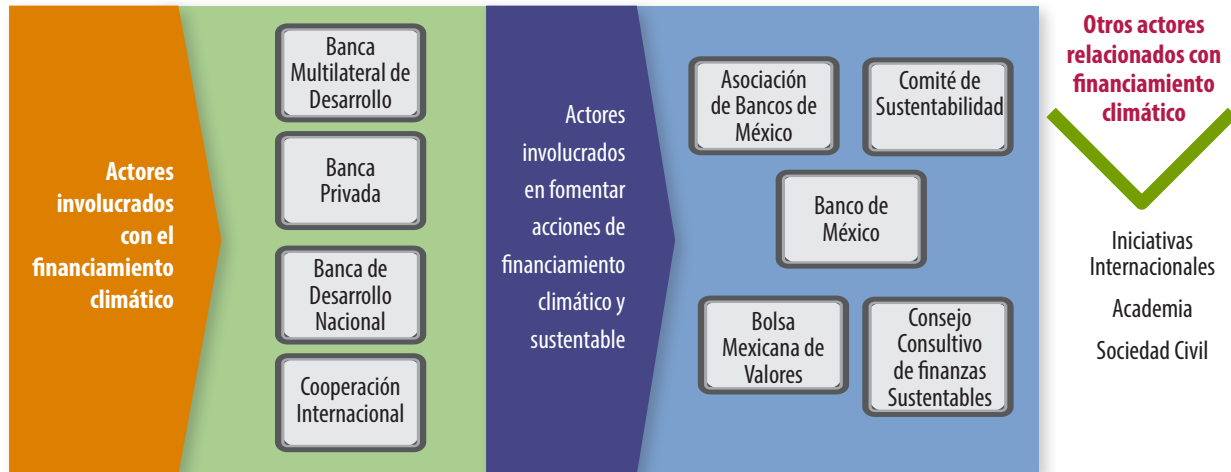 Actores
involucrados
con el
financiamiento
climático
Banca
Multilateral de
Desarrollo
Banca
Privada
Banca de
Desarrollo
Nacional
Cooperación
Internacional
Actores
involucrados
en fomentar
acciones de
financiamiento
climático y
sustentable
Asociación
de Bancos de
México
Comité de
Sustentabilidad
Banco de
México
Bolsa
Mexicana de
Valores
Consejo
Consultivo
de finanzas
Sustentables
Otros actores
relacionados con
financiamiento
climático
Iniciativas
Internacionales
Academia
Sociedad Civil